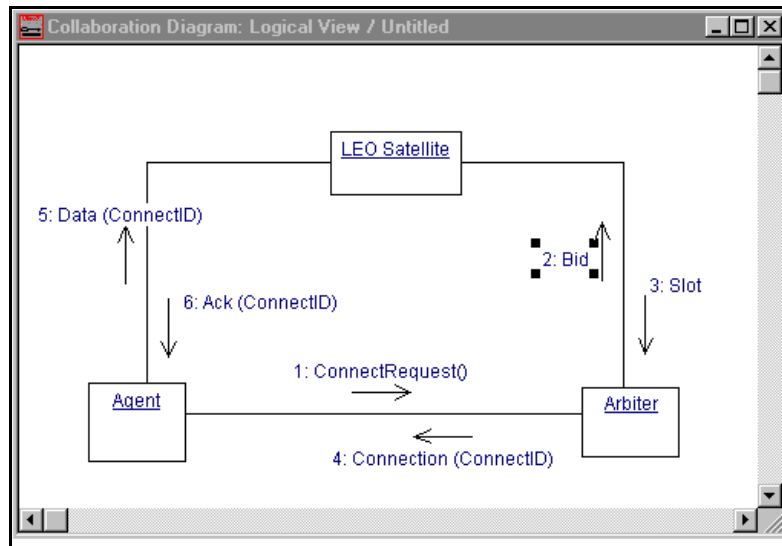 Collaboration Diagram: Logical View / Untitled
LEO Satellite
5: Data (ConnectID)
2: Bid
3: Slot
6: Ack (ConnectID)
1: ConnectRequest()
Agent
Arbiter
4: Connection (ConnectID)